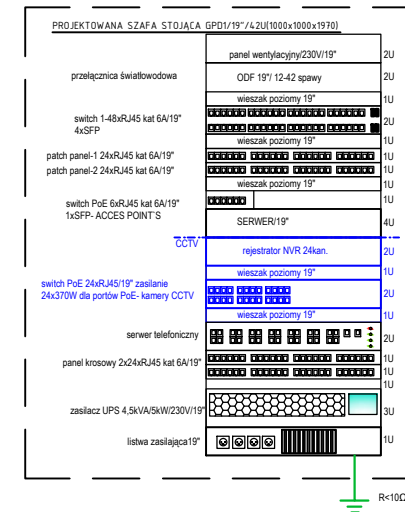 PROJEKTOWANA SZAFA STOJĄCA GPD1/19"/42U(1000x1000x1970)
panel wentylacyjny/230V/19" 2U
przełącznica światłowodowa ODF 19"/ 12-42 spawy 2U
wieszak poziomy 19" 1U
switch 1-48xRJ45 kat 6A/19" 2U
4xSFP
wieszak poziomy 19" 1U
patch panel-1 24xRJ45 kat 6A/19" 1U
patch panel-2 24xRJ45 kat 6A/19" 1U
wieszak poziomy 19" 1U
switch PoE 6xRJ45 kat 6A/19" 1U
1xSFP- ACCES POINT`S
SERWER/19" 4U
CCTV
rejestrator NVR 24kan. 2U
wieszak poziomy 19" 1U
switch PoE 24xRJ45/19" zasilanie 2U
24x370W dla portów PoE- kamery CCTV
wieszak poziomy 19" 1U
serwer telefoniczny 2U
panel krosowy 2x24xRJ45 kat 6A/19" 1U
1U
1U
zasilacz UPS 4,5kVA/5kW/230V/19" 3U
listwa zasilająca19" 1U
R<10Ω